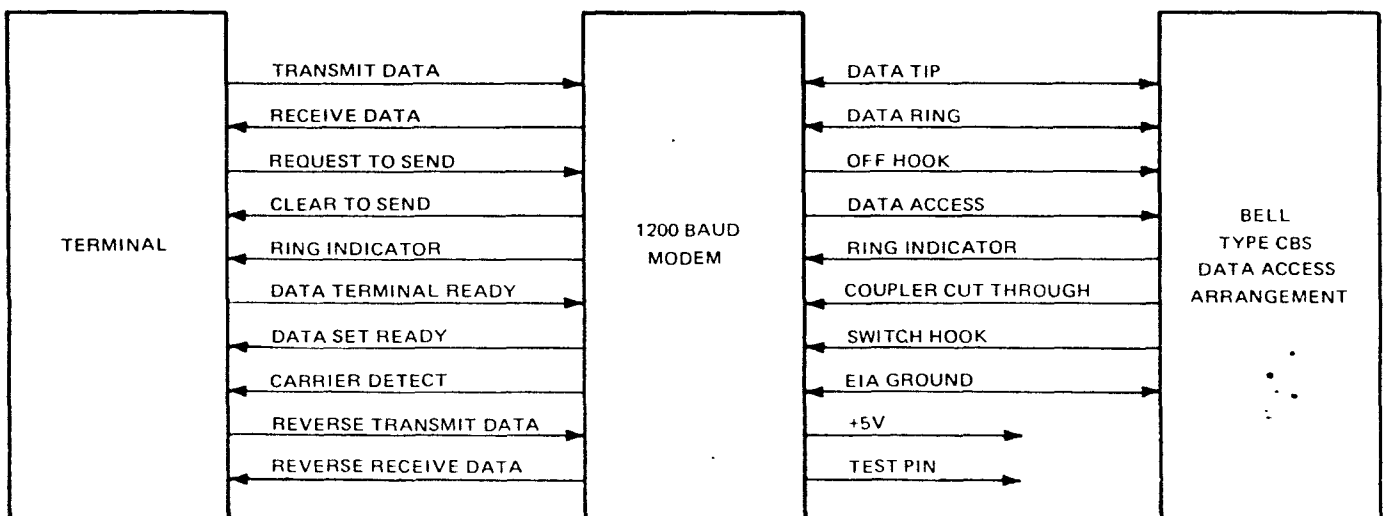 TERMINAL
TRANSMIT DATA
RECEIVE DATA
REQUEST TO SEND
CLEAR TO SEND
RING INDICATOR
DATA TERMINAL READY
DATA SET READY
CARRIER DETECT
REVERSE TRANSMIT DATA
REVERSE RECEIVE DATA
1200 BAUD
MODEM
DATA TIP
DATA RING
OFF HOOK
DATA ACCESS
RING INDICATOR
COUPLER CUT THROUGH
SWITCH HOOK
EIA GROUND
+5V
TEST PIN
BELL
TYPE CBS
DATA ACCESS
ARRANGEMENT